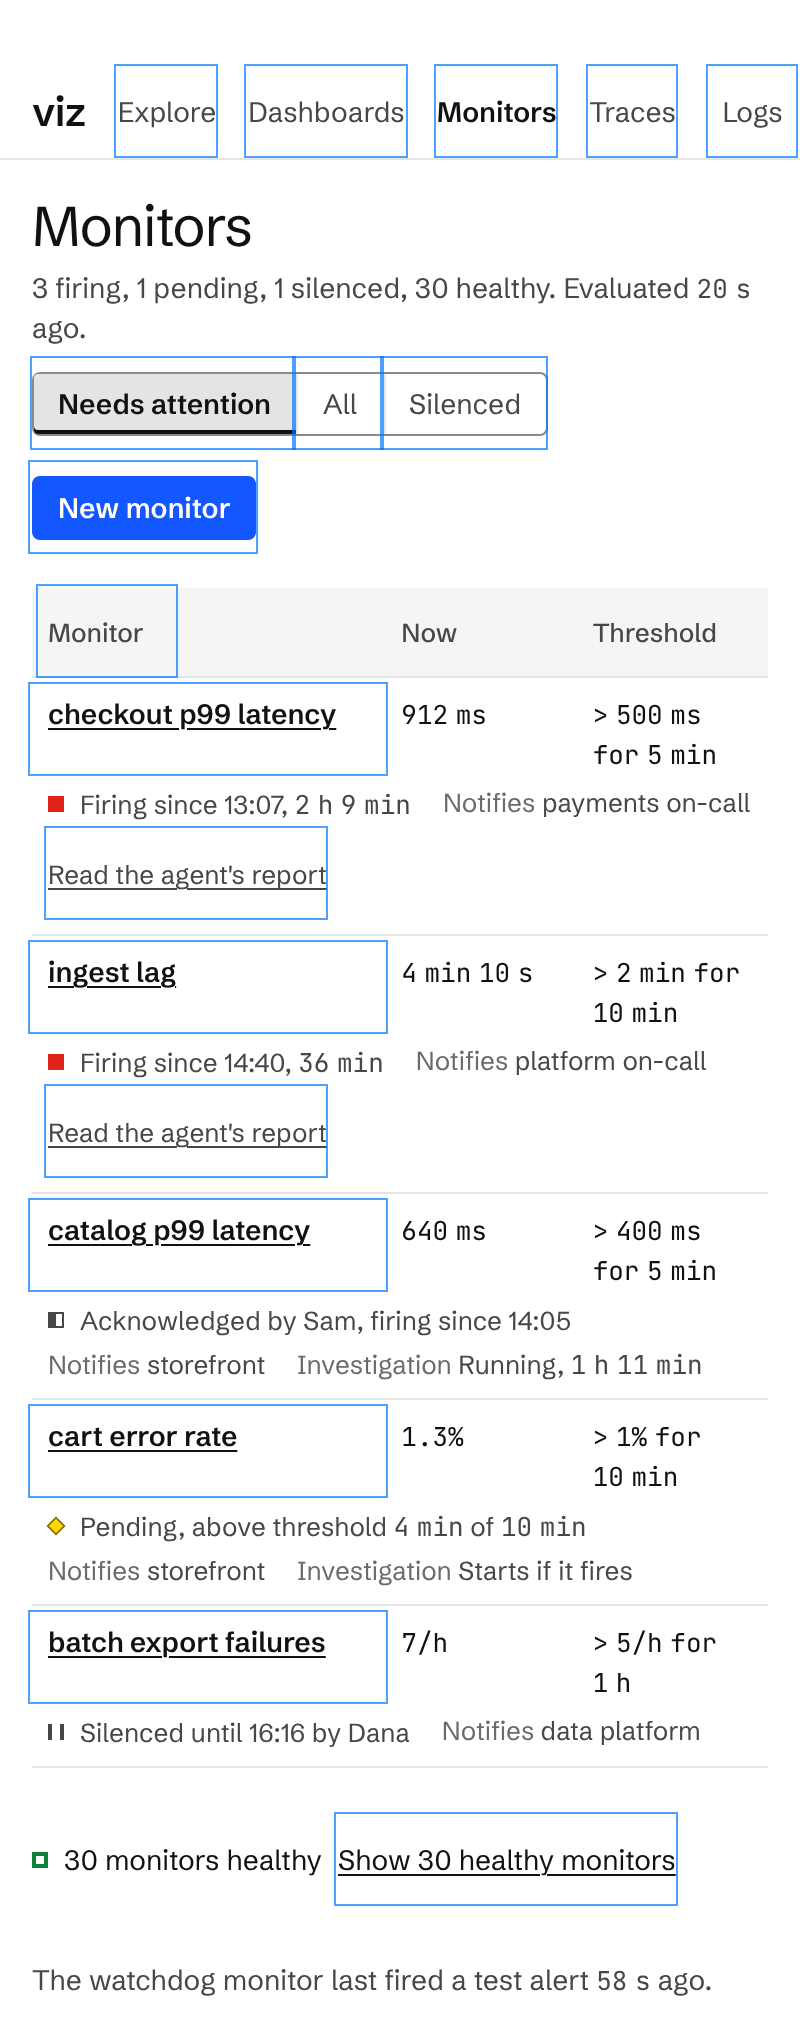 viz Explore Dashboards Monitors Traces Logs
Monitors
3 firing, 1 pending, 1 silenced, 30 healthy. Evaluated 20 s
ago.
Needs attention All Silenced
New monitor
Monitor Now Threshold
checkout p99 latency 912 ms > 500 ms
for 5 min
Firing since 13:07, 2 h 9 min Notifies payments on-call
Read the agent's report
ingest lag 4 min 10 s > 2 min for
10 min
Firing since 14:40, 36 min Notifies platform on-call
Read the agent's report
catalog p99 latency 640 ms > 400 ms
for 5 min
Acknowledged by Sam, firing since 14:05
Notifies storefront Investigation Running, 1 h 11 min
cart error rate 1.3% > 1% for
10 min
Pending, above threshold 4 min of 10 min
Notifies storefront Investigation Starts if it fires
batch export failures 7/h > 5/h for
1 h
Silenced until 16:16 by Dana Notifies data platform
30 monitors healthy Show 30 healthy monitors
The watchdog monitor last fired a test alert 58 s ago.